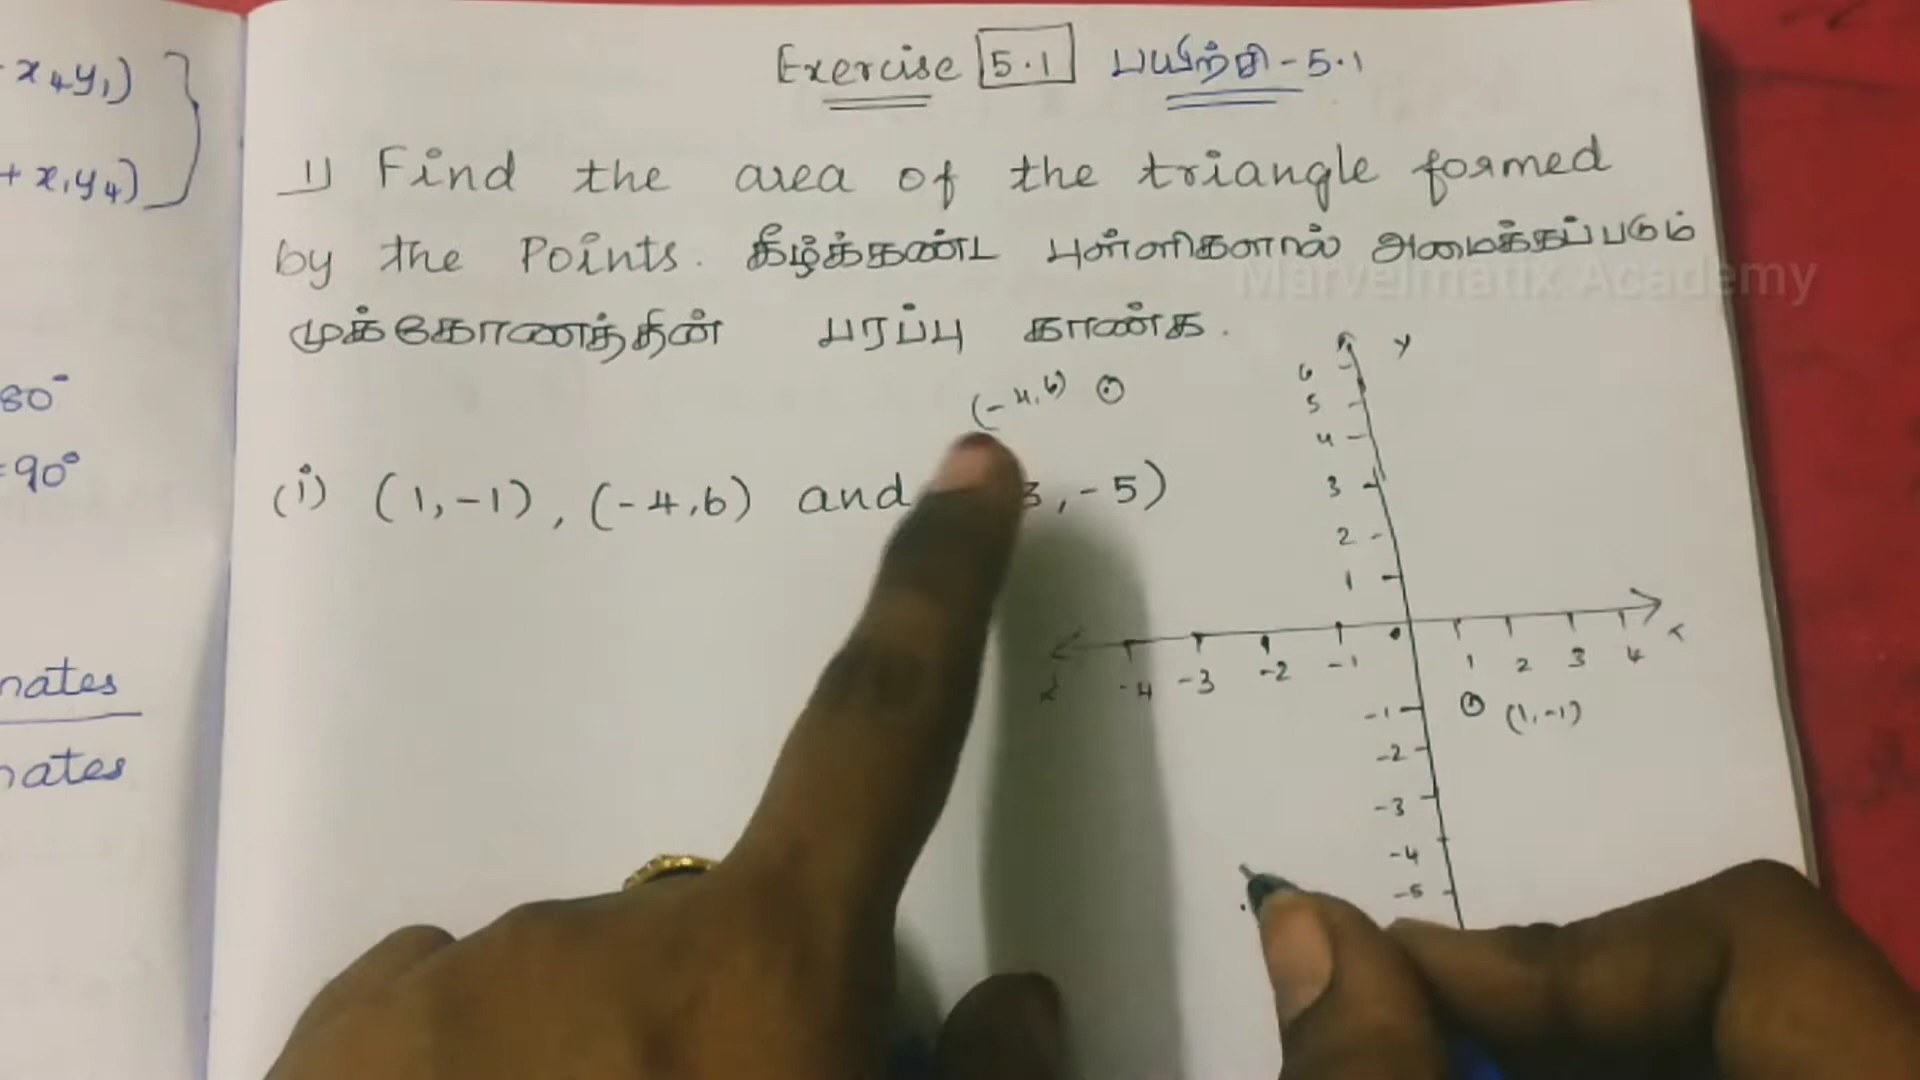 x₄y₁)
+ x₁y₄)
80°
=90°
nates
nates
Exercise 5.1 பயிற்சி-5.1
1) Find the area of the triangle formed
by the Points. கீழ்க்கண்ட புள்ளிகளால் அமைக்கப்படும்
முக்கோணத்தின் பரப்பு காண்க.
Marvelmatix Academy
(-4,6)
(i) (1,-1), (-4,6) and 3,-5)
y
6
5
4
3
2
1
x
-4 -3 -2 -1 1 2 3 4
-1 (1,-1)
-2
-3
-4
-5